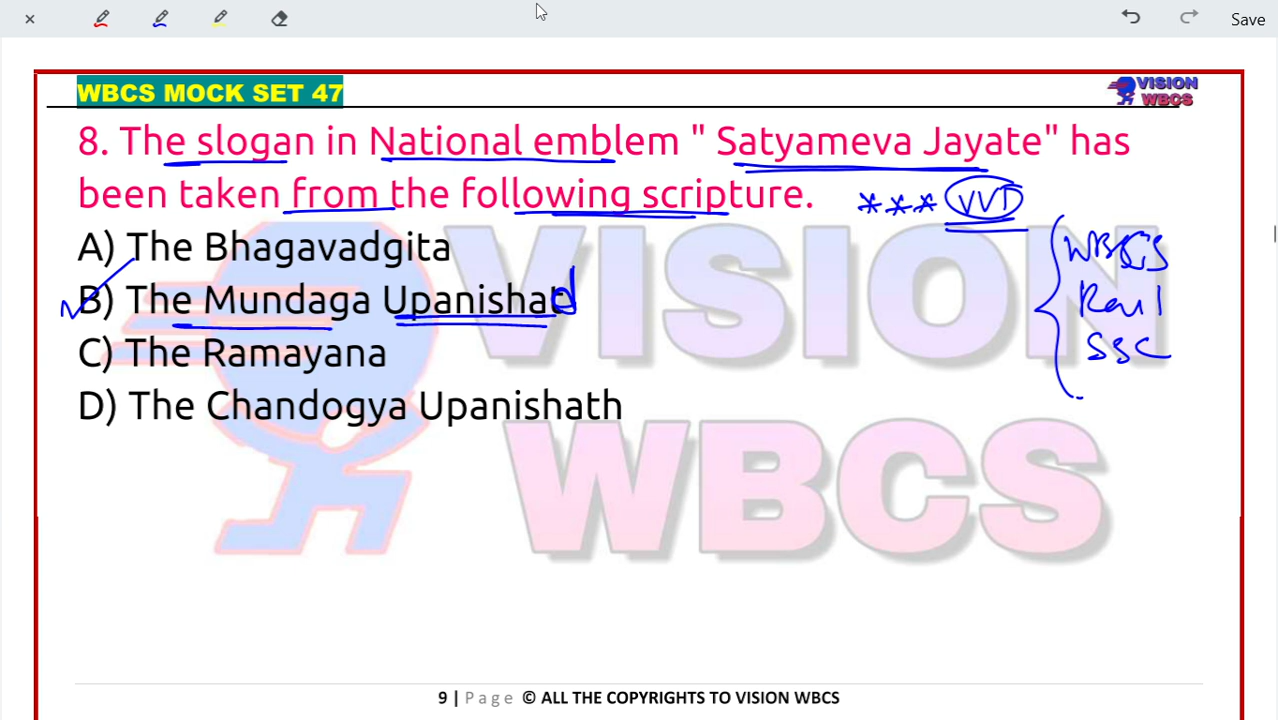 Save
WBCS MOCK SET 47
VISION
WBCS
8. The slogan in National emblem " Satyameva Jayate" has
been taken from the following scripture. *** VVI
A) The Bhagavadgita
WBCS
B) The Mundaga Upanishad
Rail
C) The Ramayana
SSC
D) The Chandogya Upanishath
VISION
WBCS
9 | Page © ALL THE COPYRIGHTS TO VISION WBCS